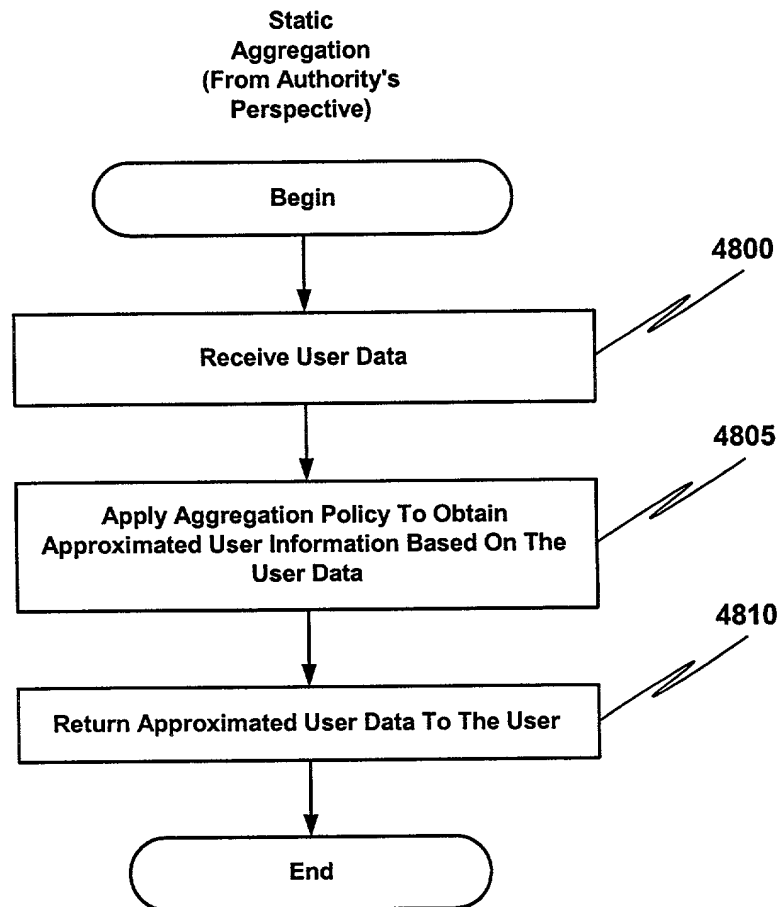 Static
Aggregation
(From Authority's
Perspective)
Begin
4800
Receive User Data
4805
Apply Aggregation Policy To Obtain
Approximated User Information Based On The
User Data
4810
Return Approximated User Data To The User
End